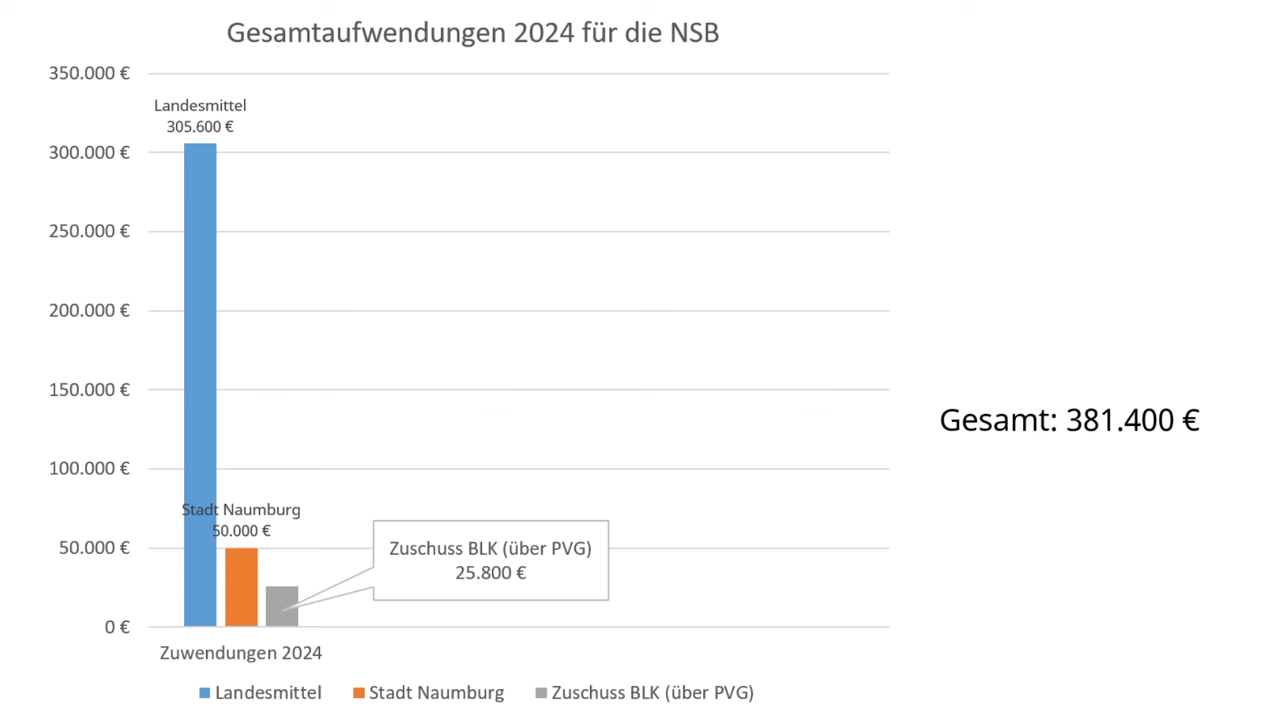 Gesamtaufwendungen 2024 für die NSB
350.000 €
Landesmittel
305.600 €
300.000 €
250.000 €
200.000 €
150.000 €
Gesamt: 381.400 €
100.000 €
Stadt Naumburg
50.000 €
50.000 €
Zuschuss BLK (über PVG)
25.800 €
0 €
Zuwendungen 2024
Landesmittel
Stadt Naumburg
Zuschuss BLK (über PVG)